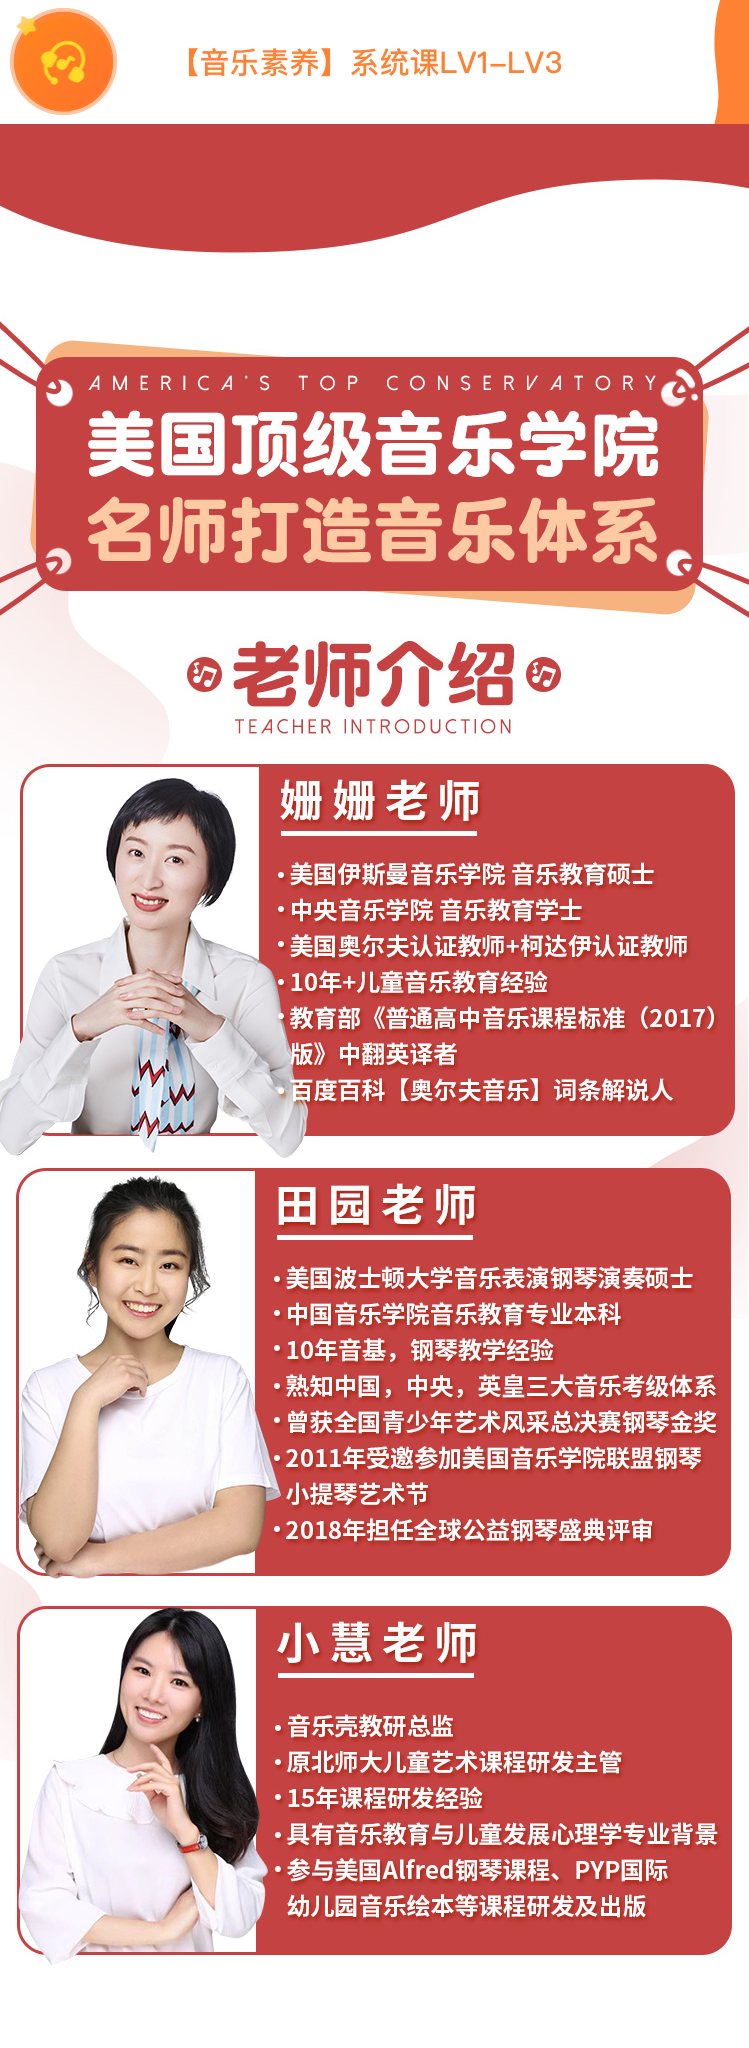 【音乐素养】系统课LV1-LV3
AMERICA'S TOP CONSERVATORY
美国顶级音乐学院
名师打造音乐体系
老师介绍
TEACHER INTRODUCTION
姗姗老师
·美国伊斯曼音乐学院 音乐教育硕士
·中央音乐学院 音乐教育学士
·美国奥尔夫认证教师+柯达伊认证教师
·10年+儿童音乐教育经验
·教育部《普通高中音乐课程标准（2017）
版》中翻英译者
·百度百科【奥尔夫音乐】词条解说人
田园老师
·美国波士顿大学音乐表演钢琴演奏硕士
·中国音乐学院音乐教育专业本科
·10年音基，钢琴教学经验
·熟知中国，中央，英皇三大音乐考级体系
·曾获全国青少年艺术风采总决赛钢琴金奖
·2011年受邀参加美国音乐学院联盟钢琴
小提琴艺术节
·2018年担任全球公益钢琴盛典评审
小慧老师
·音乐壳教研总监
·原北师大儿童艺术课程研发主管
·15年课程研发经验
·具有音乐教育与儿童发展心理学专业背景
·参与美国Alfred钢琴课程、PYP国际
幼儿园音乐绘本等课程研发及出版